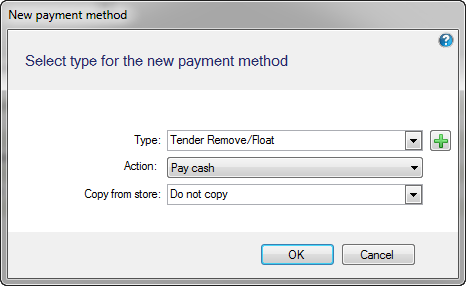 New payment method
?
Select type for the new payment method
Type: Tender Remove/Float
Action: Pay cash
Copy from store: Do not copy
OK Cancel